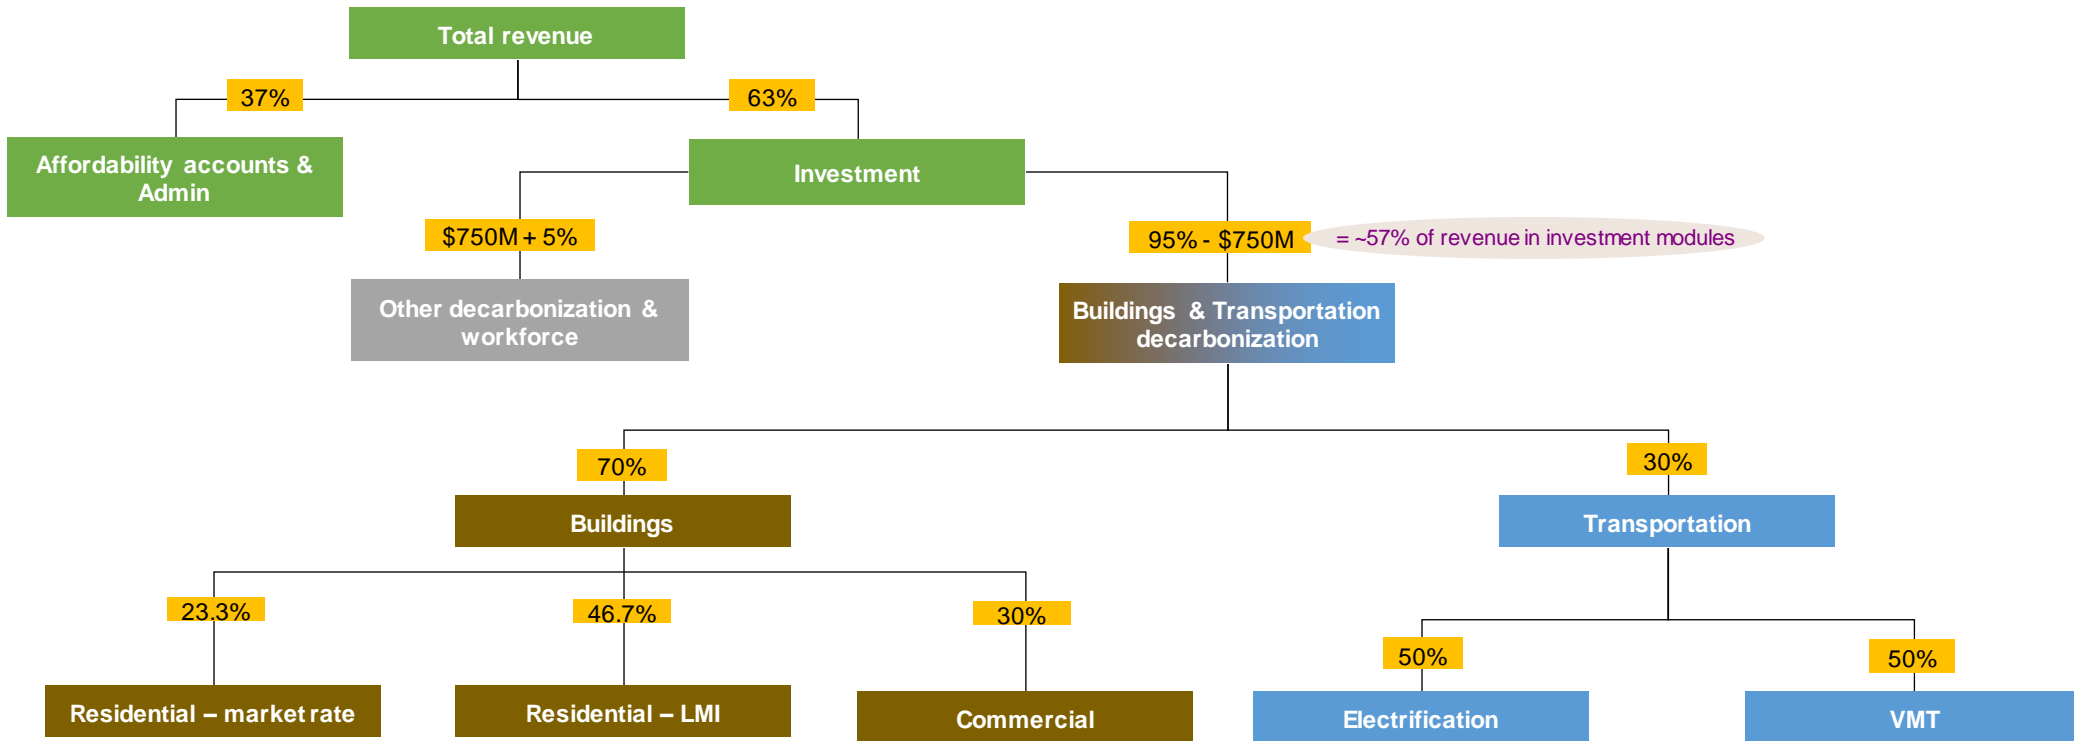 Total revenue
37%
63%
Affordability accounts &
Admin
Investment
$750M + 5%
95% - $750M
= ~57% of revenue in investment modules
Other decarbonization &
workforce
Buildings & Transportation
decarbonization
70%
30%
Buildings
Transportation
23.3%
46.7%
30%
50%
50%
Residential – market rate
Residential – LMI
Commercial
Electrification
VMT